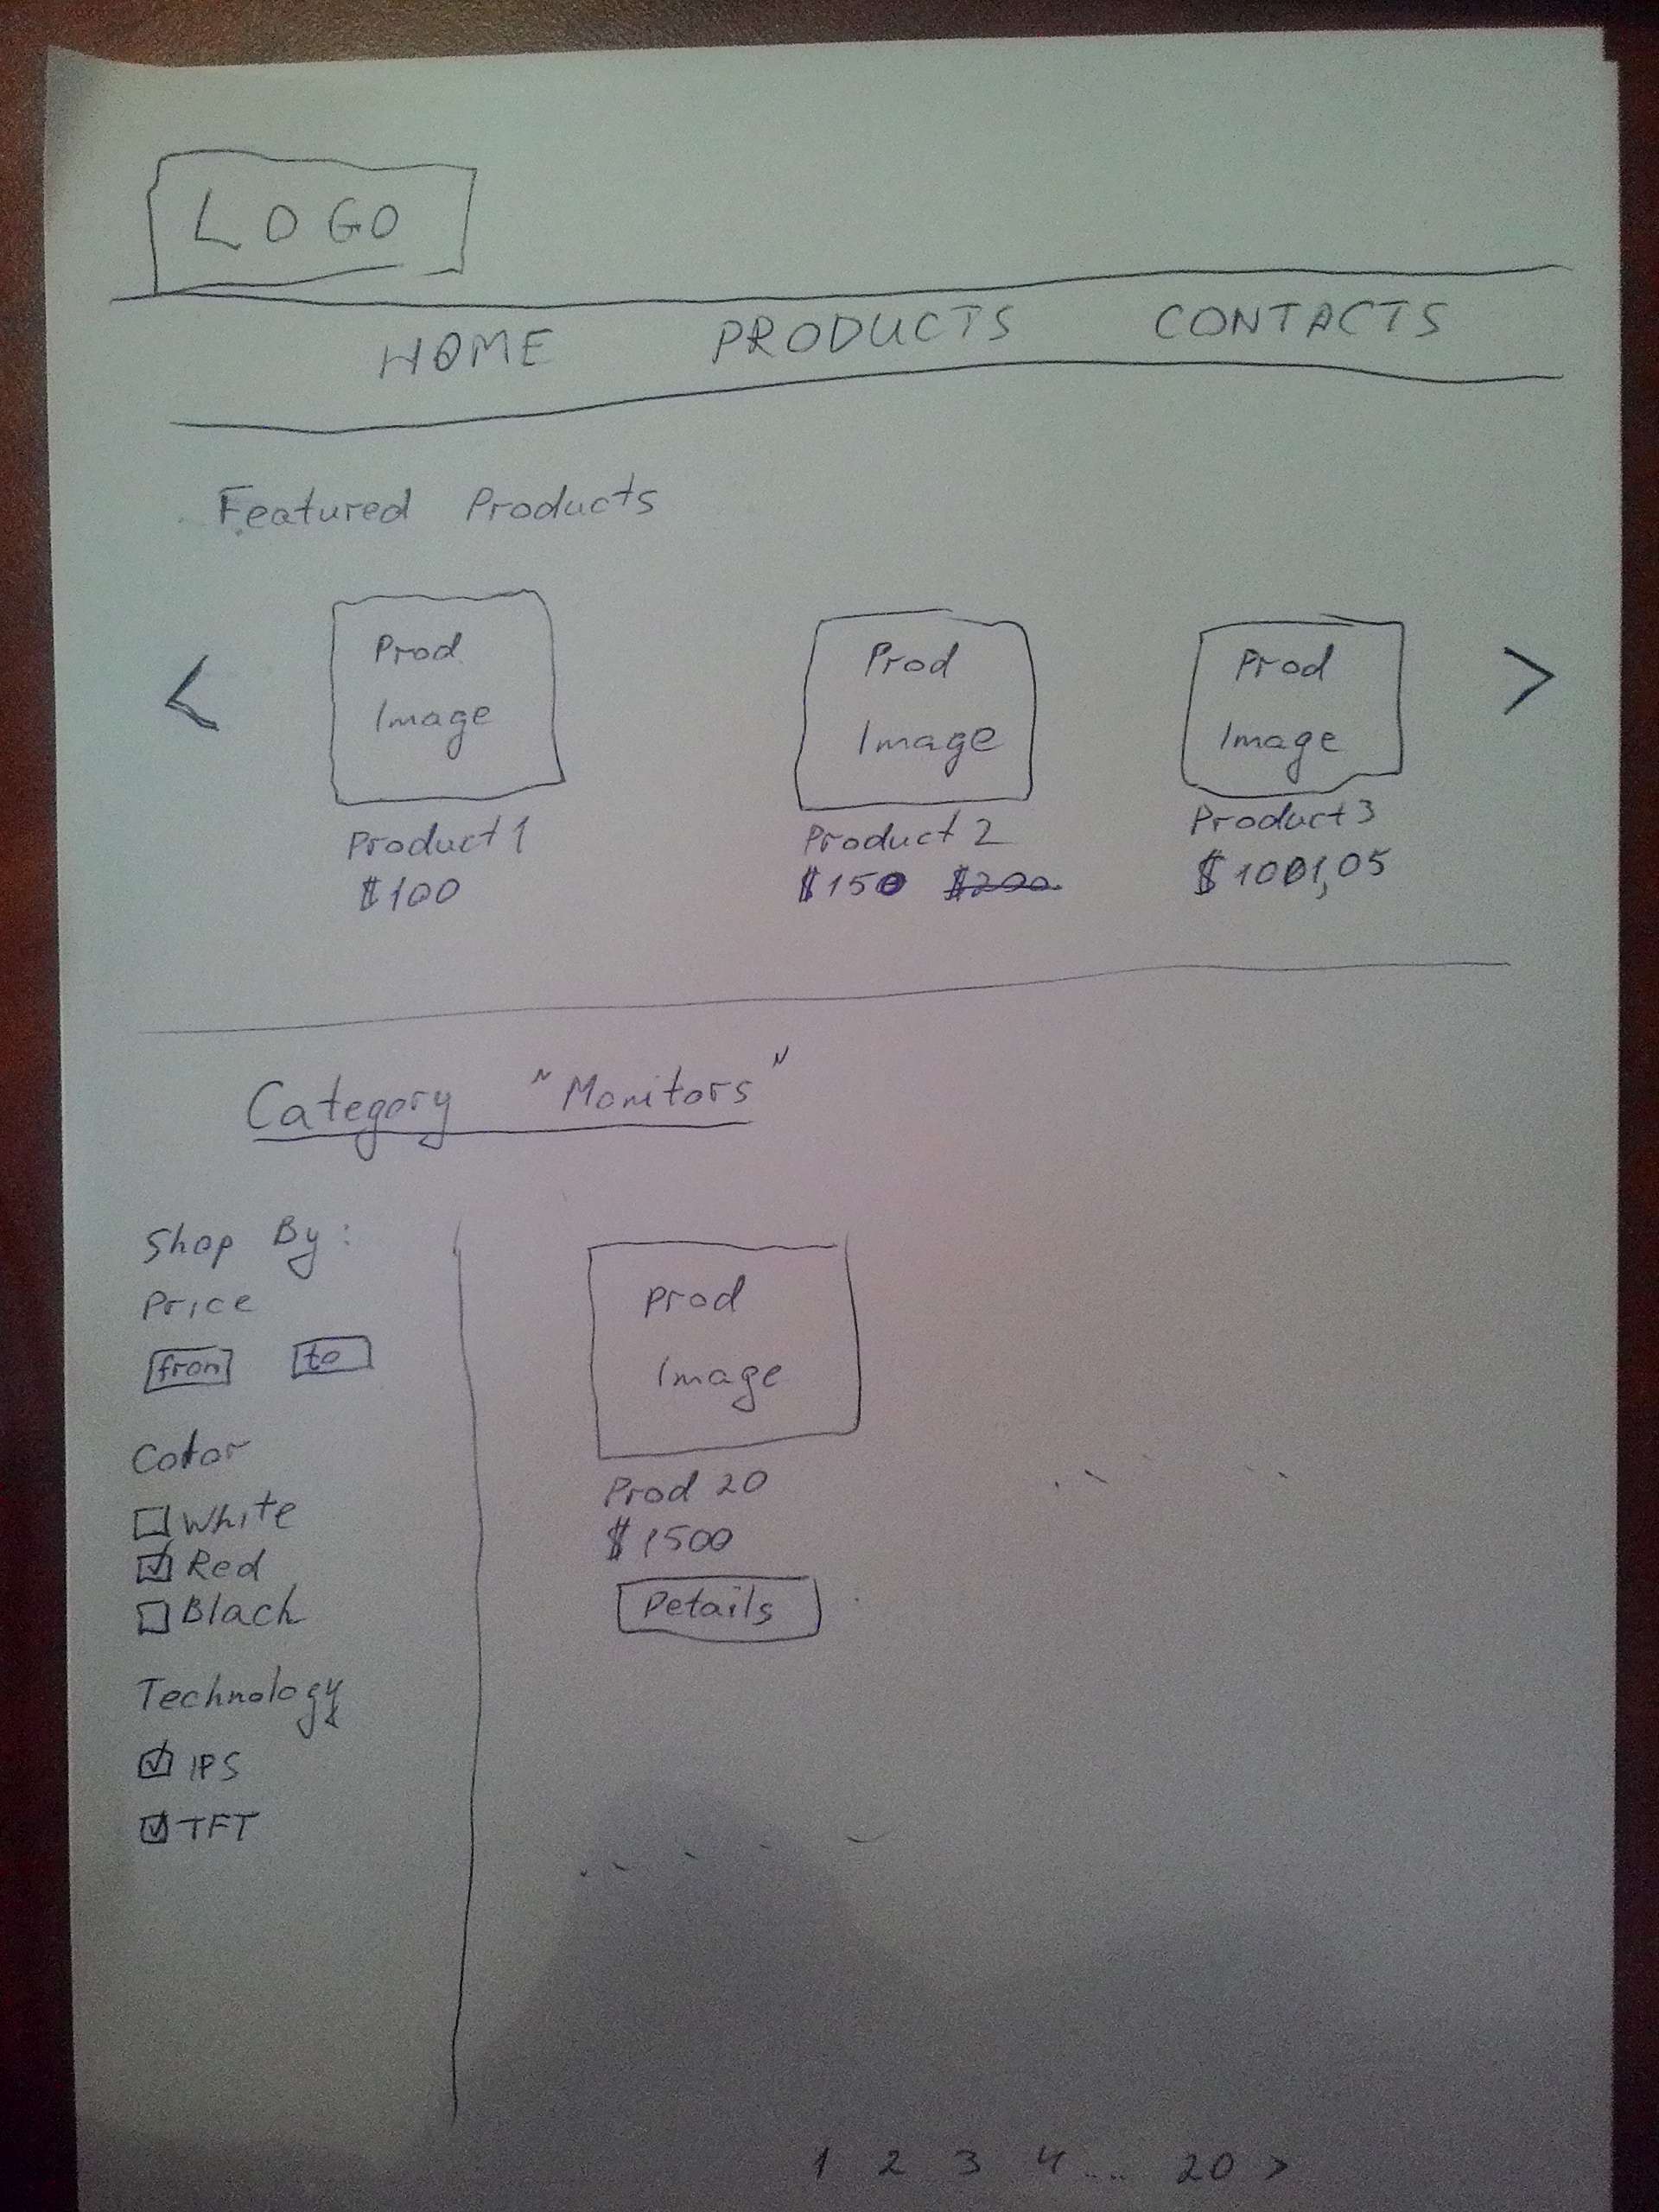 LOGO
HOME PRODUCTS CONTACTS
Featured Products
< Prod Prod Prod >
Image Image Image
Product 1 Product 2 Product 3
$100 $150 $200 $1001,05
Category "Monitors"
Shop By:
Price
from to
Color
White
Red
Black
Technology
IPS
TFT
Prod
Image
Prod 20
$1500
Details
1 2 3 4 .... 20 >